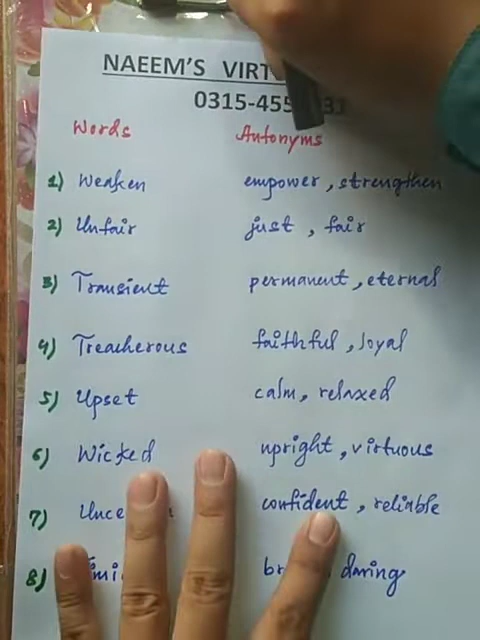 NAEEM'S
0315-455
Words Antonyms
1) Weaken empower, strengthen
2) Unfair just, fair
3) Transient permanent, eternal
4) Treacherous faithful, loyal
5) Upset calm, relaxed
6) Wicked upright, virtuous
7) confident, reliable
8) daring